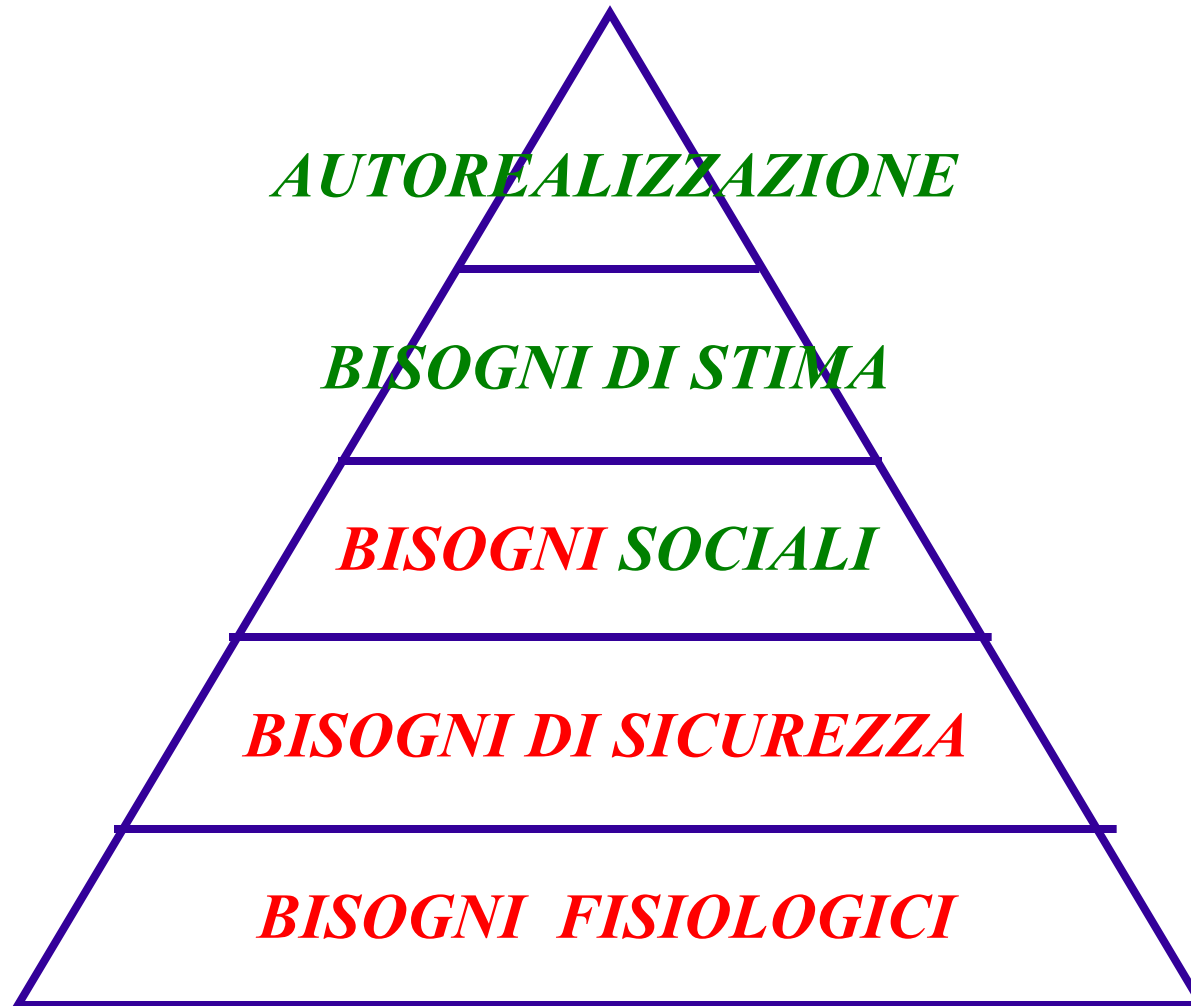 AUTOREALIZZAZIONE
BISOGNI DI STIMA
BISOGNI SOCIALI
BISOGNI DI SICUREZZA
BISOGNI FISIOLOGICI